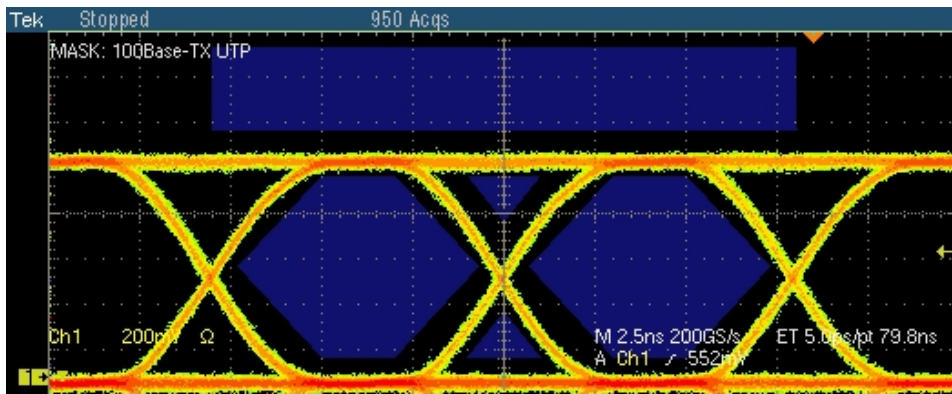 Tek Stopped 950 Acqs
MASK: 100Base-TX UTP
Ch1 200mV Ω M 2.5ns 200GS/s ET 5.0ps/pt 79.8ns
A Ch1 ∫ 552mV
1